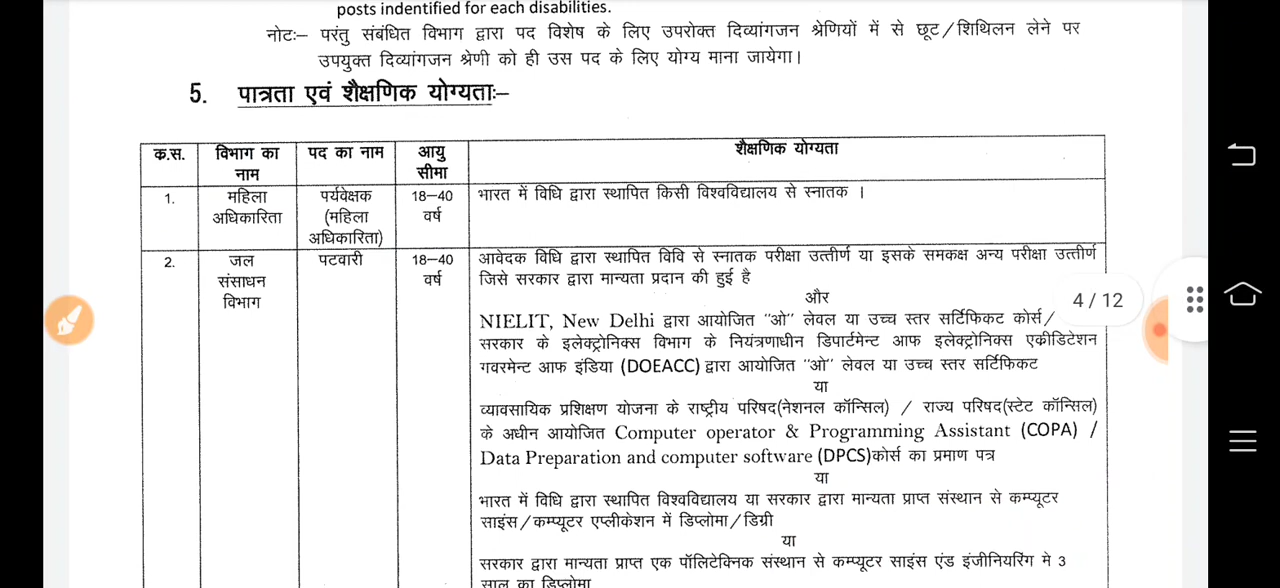 posts indentified for each disabilities.
नोटः– परंतु संबंधित विभाग द्वारा पद विशेष के लिए उपरोक्त दिव्यांगजन श्रेणियों में से छूट/शिथिलन लेने पर
उपयुक्त दिव्यांगजन श्रेणी को ही उस पद के लिए योग्य माना जायेगा।
5. पात्रता एवं शैक्षणिक योग्यताः–
क.स. विभाग का नाम पद का नाम आयु सीमा शैक्षणिक योग्यता
1. महिला अधिकारिता पर्यवेक्षक (महिला अधिकारिता) 18–40 वर्ष भारत में विधि द्वारा स्थापित किसी विश्वविद्यालय से स्नातक ।
2. जल संसाधन विभाग पटवारी 18–40 वर्ष आवेदक विधि द्वारा स्थापित विवि से स्नातक परीक्षा उत्तीर्ण या इसके समकक्ष अन्य परीक्षा उत्तीर्ण
जिसे सरकार द्वारा मान्यता प्रदान की हुई है
और
4/12
NIELIT, New Delhi द्वारा आयोजित "ओ" लेवल या उच्च स्तर सर्टिफिकट कोर्स/
सरकार के इलेक्ट्रोनिक्स विभाग के नियंत्रणाधीन डिपार्टमेन्ट आफ इलेक्ट्रोनिक्स एक्रीडिटेशन
गवरमेन्ट आफ इंडिया (DOEACC) द्वारा आयोजित "ओ" लेवल या उच्च स्तर सर्टिफिकट
या
व्यावसायिक प्रशिक्षण योजना के राष्ट्रीय परिषद(नेशनल कॉन्सिल) / राज्य परिषद(स्टेट कॉन्सिल)
के अधीन आयोजित Computer operator & Programming Assistant (COPA) /
Data Preparation and computer software (DPCS)कोर्स का प्रमाण पत्र
या
भारत में विधि द्वारा स्थापित विश्वविद्यालय या सरकार द्वारा मान्यता प्राप्त संस्थान से कम्प्यूटर
साइंस/कम्प्यूटर एप्लीकेशन में डिप्लोमा/डिग्री
या
सरकार द्वारा मान्यता प्राप्त एक पॉलिटेक्निक संस्थान से कम्प्यूटर साइंस एंड इंजीनियरिंग मे 3
साल का डिप्लोमा